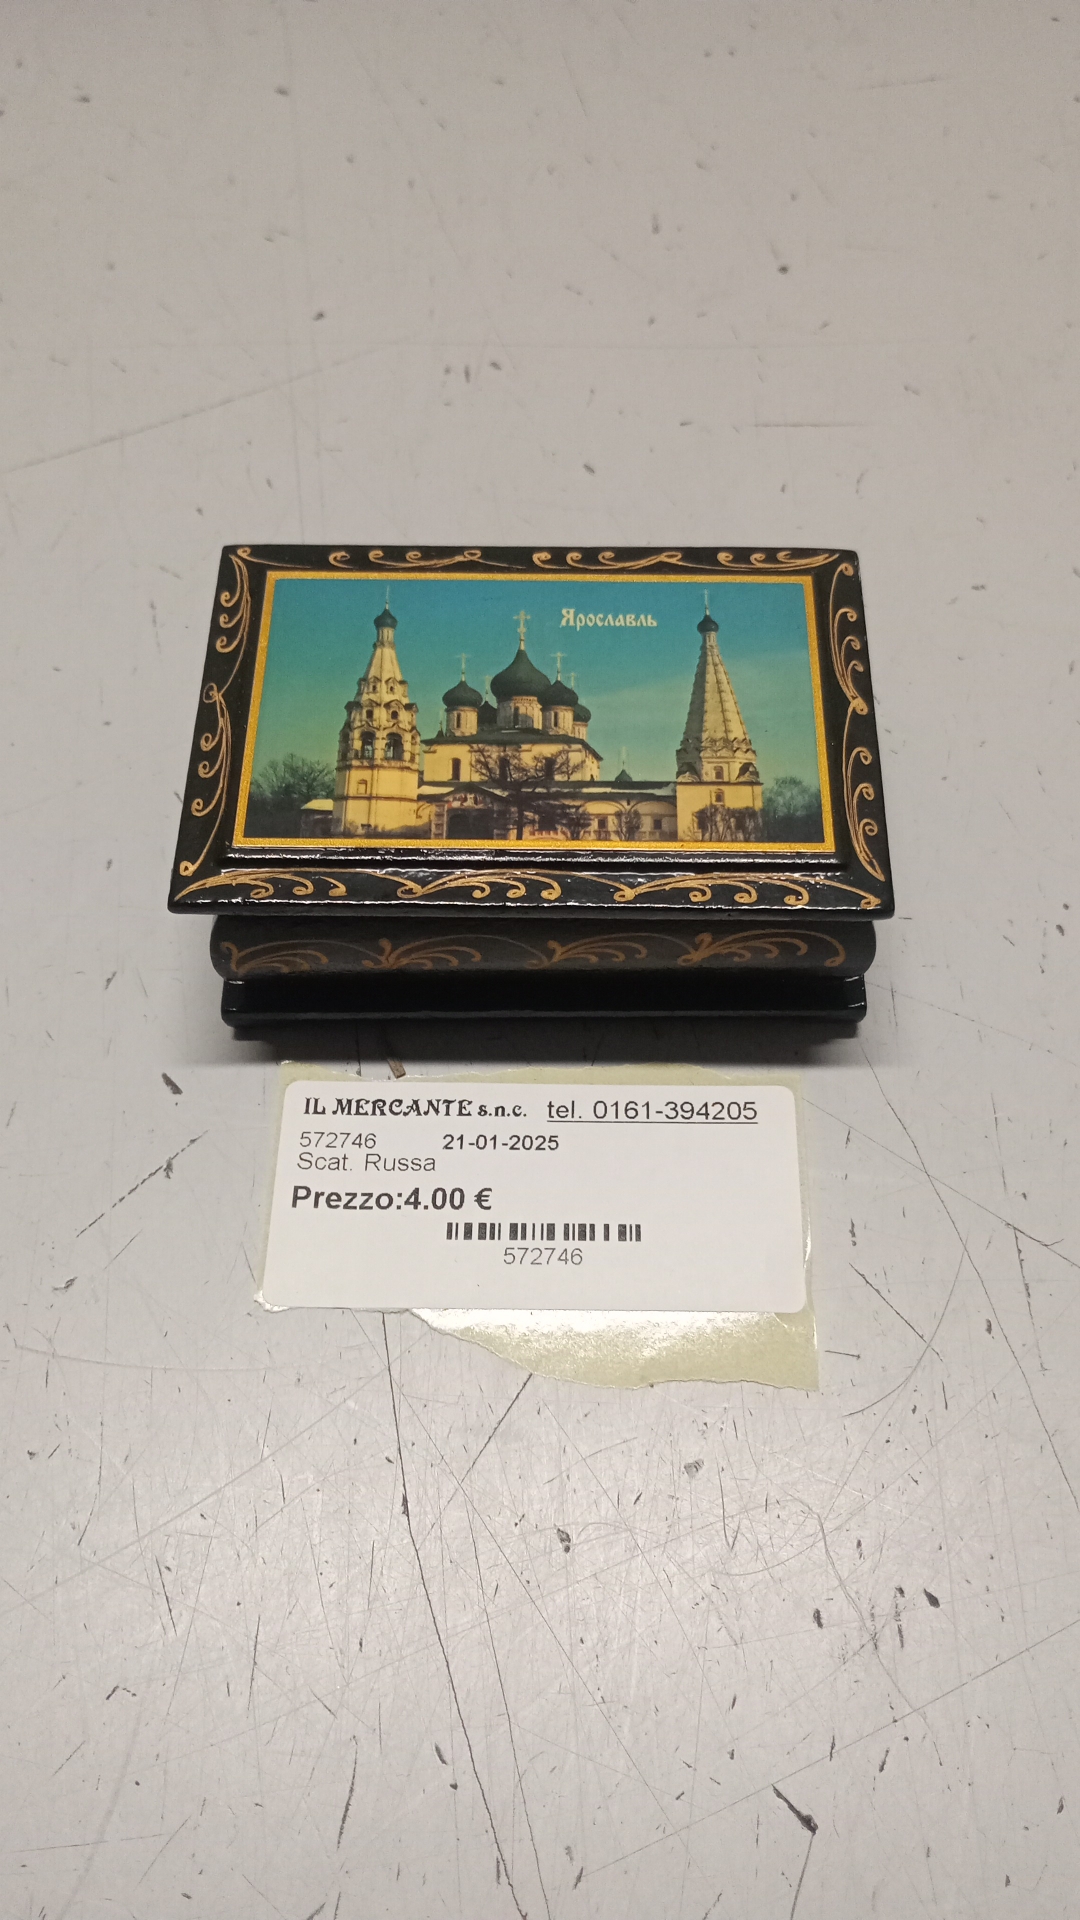 Ярославль
IL MERCANTE s.n.c. tel. 0161-394205
572746 21-01-2025
Scat. Russa
Prezzo:4.00 €
572746